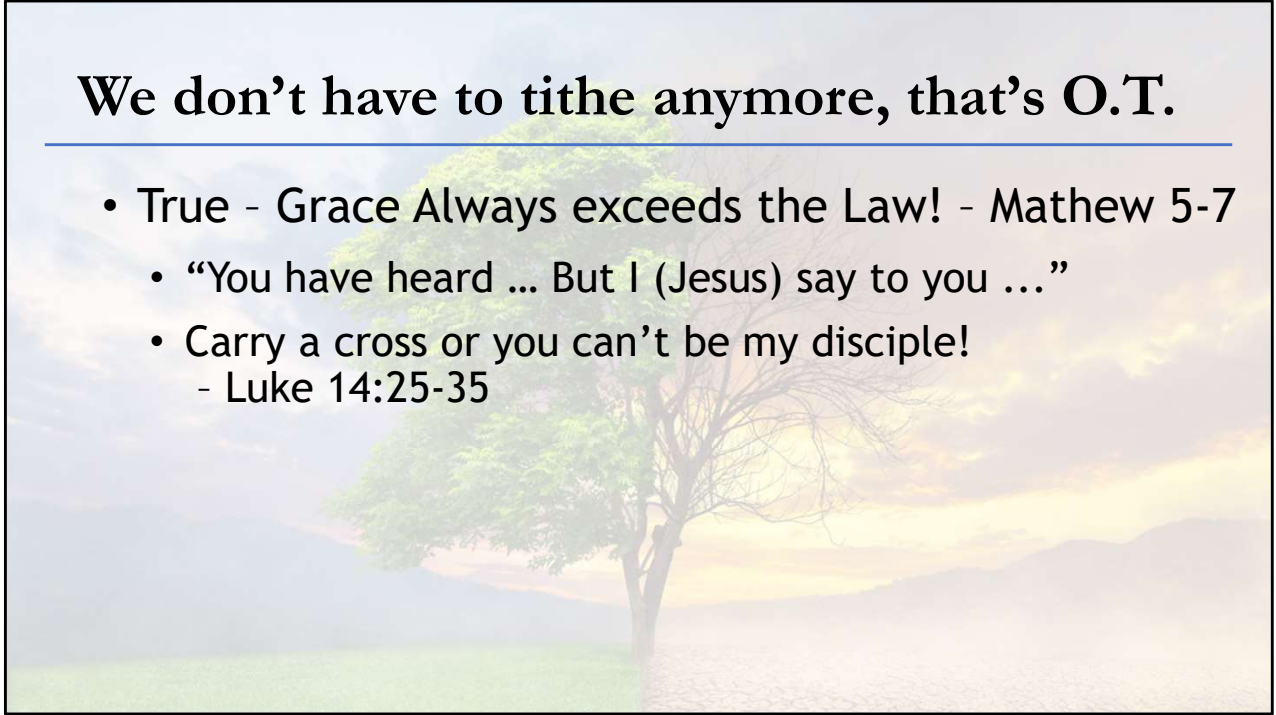 We don’t have to tithe anymore, that’s O.T.
• True – Grace Always exceeds the Law! – Mathew 5-7
• “You have heard … But I (Jesus) say to you ...”
• Carry a cross or you can’t be my disciple!
– Luke 14:25-35